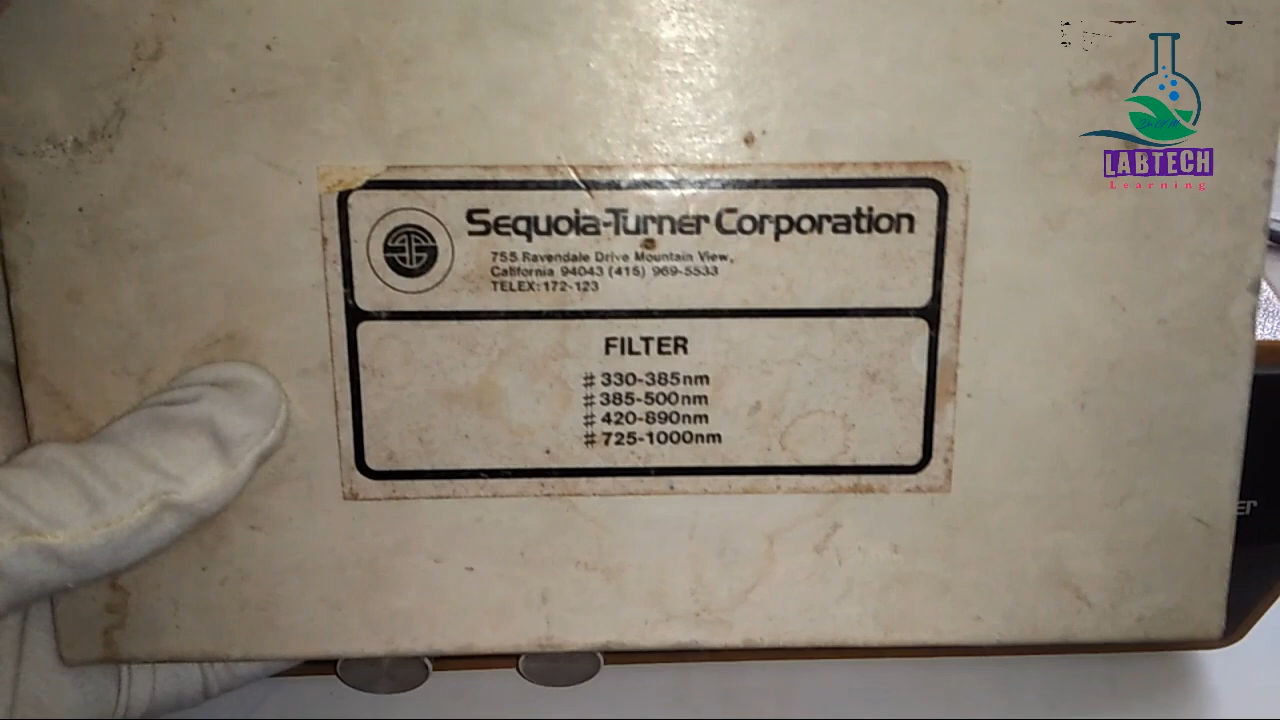 LABTECH
Learning
Sequoia-Turner Corporation
755 Ravendale Drive Mountain View,
California 94043 (415) 969-5533
TELEX: 172-123
FILTER
# 330-385nm
# 385-500nm
# 420-890nm
# 725-1000nm